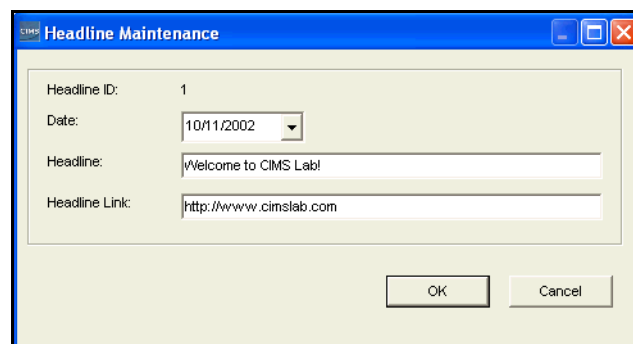 CIMS Headline Maintenance
Headline ID: 1
Date: 10/11/2002
Headline: Welcome to CIMS Lab!
Headline Link: http://www.cimslab.com
OK Cancel